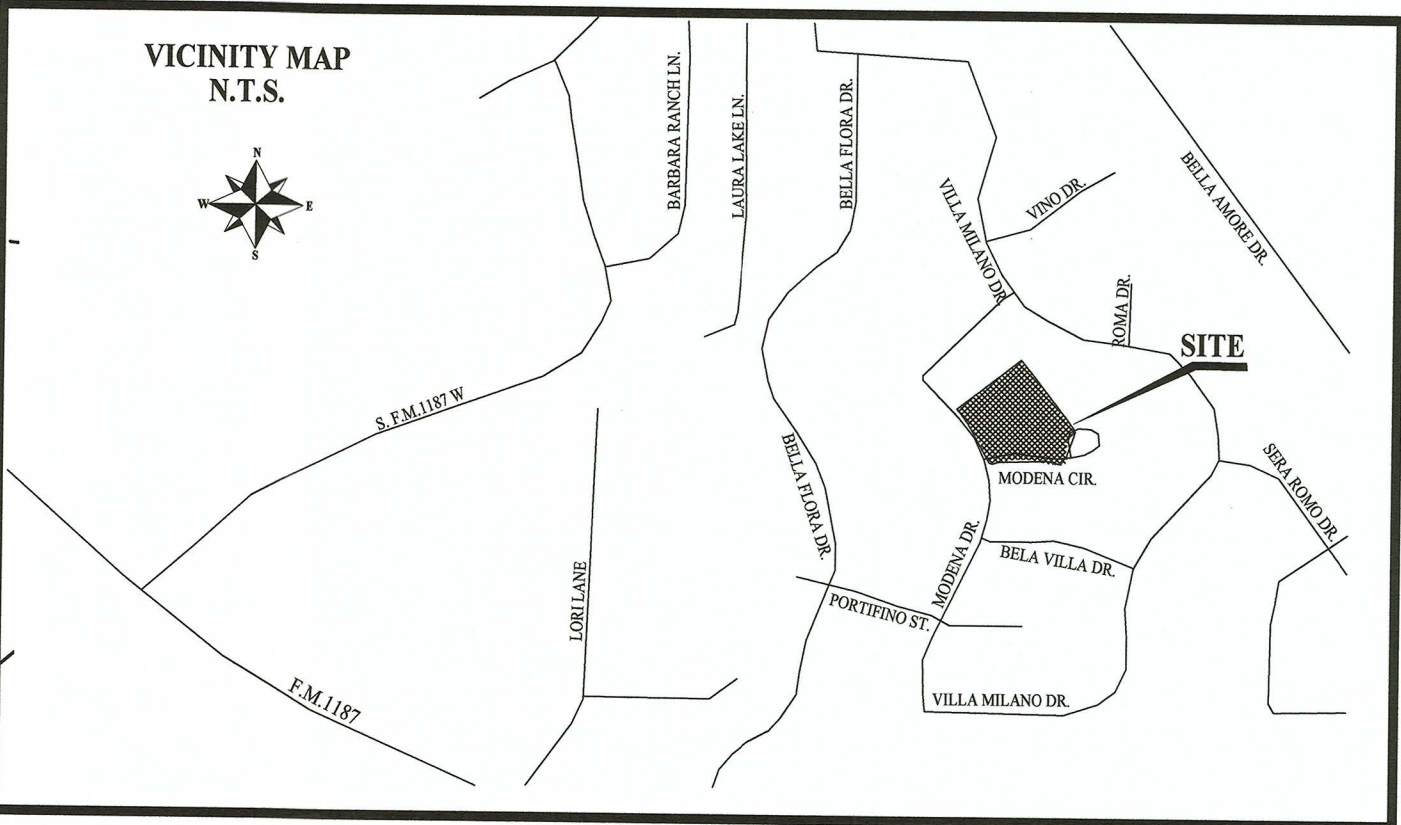 VICINITY MAP
N.T.S.
N
W
E
S
BARBARA RANCH LN.
LAURA LAKE LN.
BELLA FLORA DR.
VILLA MILANO DR.
VINO DR.
BELLA AMORE DR.
ROMA DR.
SITE
S. F.M.1187 W
BELLA FLORA DR.
MODENA CIR.
SERA ROMO DR.
MODENA DR.
BELA VILLA DR.
LORI LANE
PORTIFINO ST.
F.M.1187
VILLA MILANO DR.